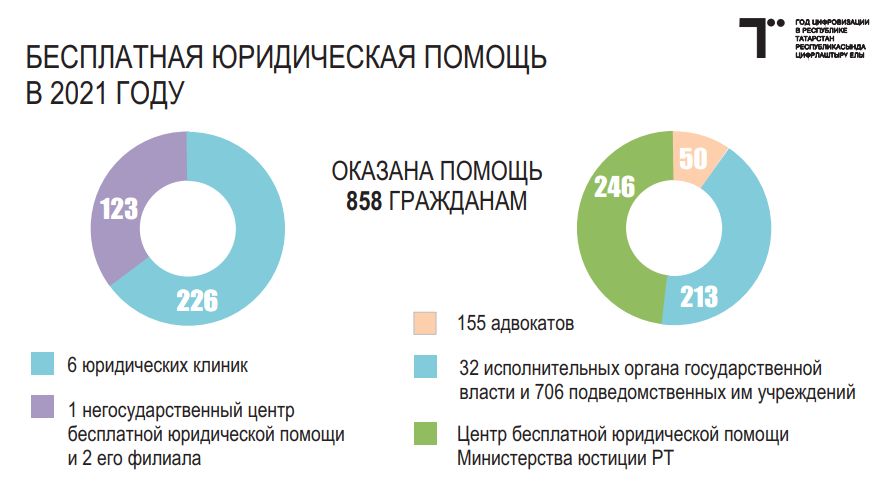 БЕСПЛАТНАЯ ЮРИДИЧЕСКАЯ ПОМОЩЬ
В 2021 ГОДУ
ГОД ЦИФРОВИЗАЦИИ
В РЕСПУБЛИКЕ
ТАТАРСТАН
РЕСПУБЛИКАСЫНДА
ЦИФРЛАШТЫРУ ЕЛЫ
123
226
ОКАЗАНА ПОМОЩЬ
858 ГРАЖДАНАМ
50
246
213
6 юридических клиник
1 негосударственный центр
бесплатной юридической помощи
и 2 его филиала
155 адвокатов
32 исполнительных органа государственной
власти и 706 подведомственных им учреждений
Центр бесплатной юридической помощи
Министерства юстиции РТ